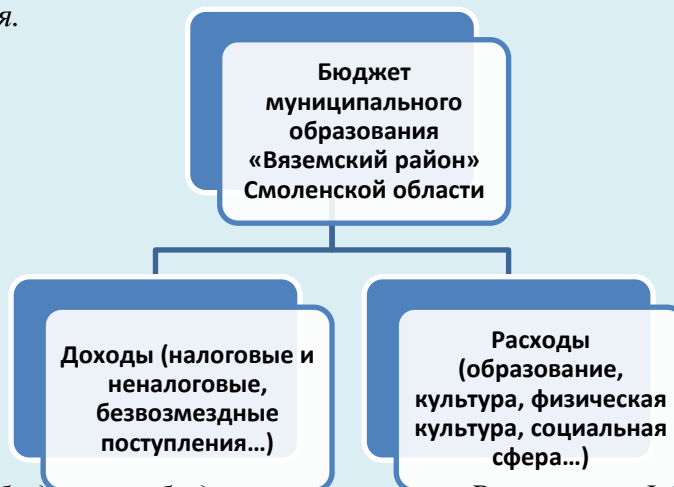 я.
Бюджет
муниципального
образования
«Вяземский район»
Смоленской области
Доходы (налоговые и
неналоговые,
безвозмездные
поступления…)
Расходы
(образование,
культура, физическая
культура, социальная
сфера…)